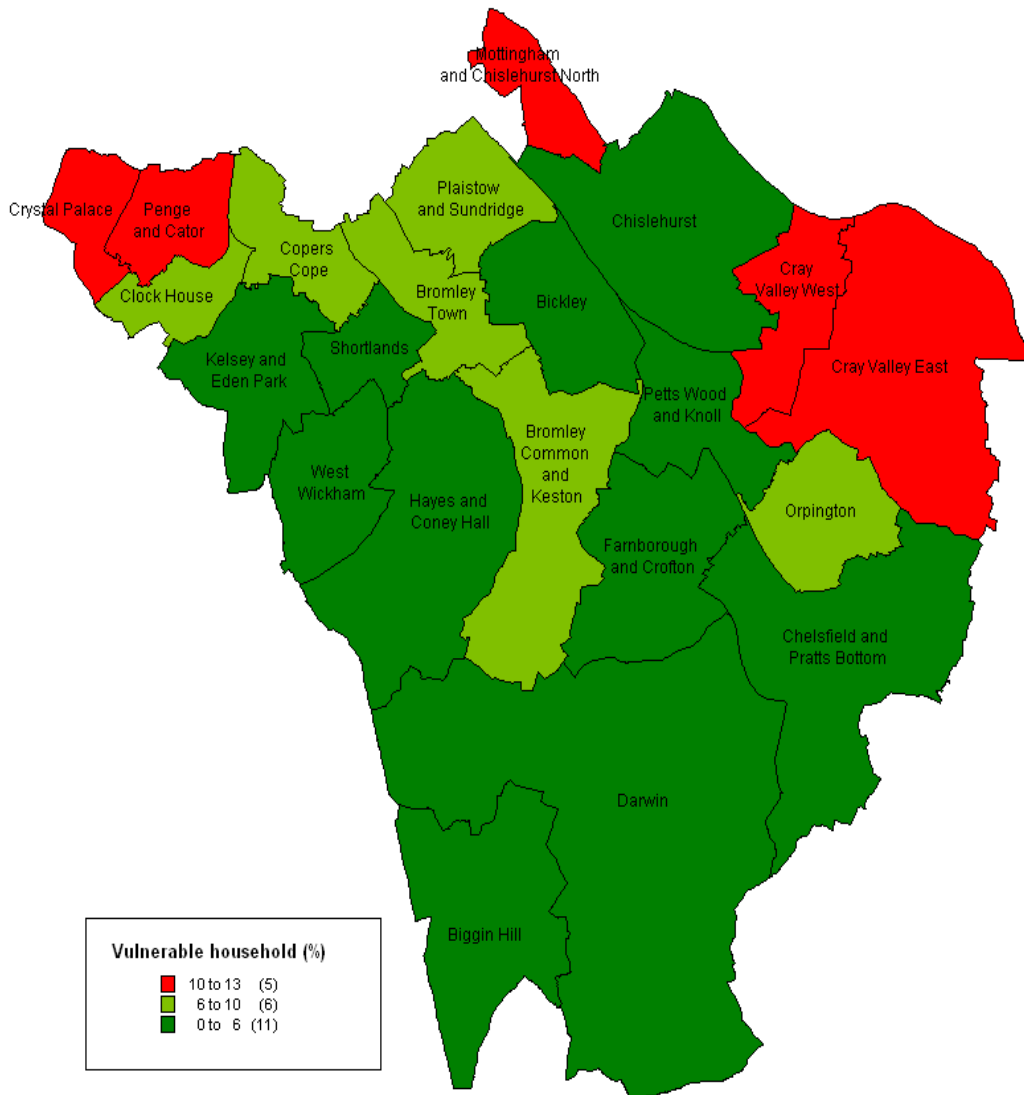 Mottingham
and Chislehurst North
Plaistow
and Sundridge
Crystal Palace
Penge
and Cator
Chislehurst
Copers
Cope
Cray
Valley West
Clock House
Bromley
Town
Bickley
Shortlands
Kelsey and
Eden Park
Cray Valley East
Petts Wood
and Knoll
Bromley
Common
and
Keston
West
Wickham
Hayes and
Coney Hall
Orpington
Farnborough
and Crofton
Chelsfield and
Pratts Bottom
Darwin
Biggin Hill
Vulnerable household (%)
10 to 13 (5)
6 to 10 (6)
0 to 6 (11)